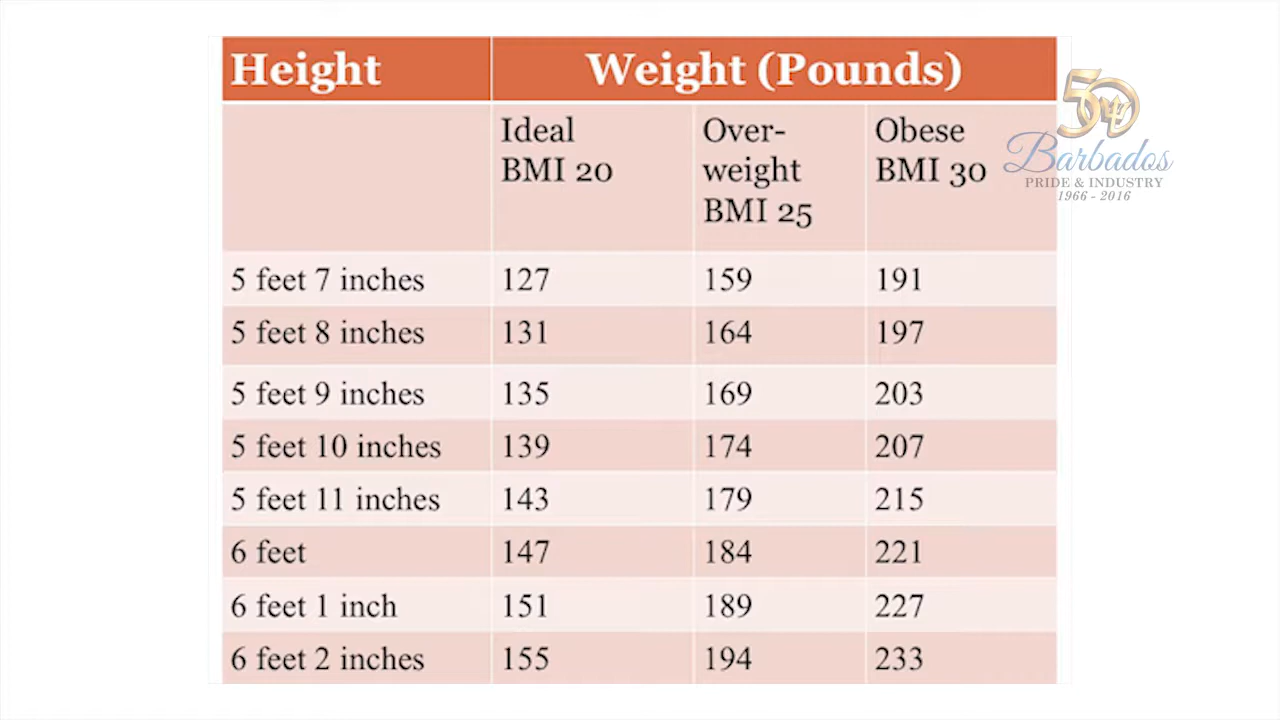 Height Weight (Pounds)
Ideal BMI 20 Over-weight BMI 25 Obese BMI 30
5 feet 7 inches 127 159 191
5 feet 8 inches 131 164 197
5 feet 9 inches 135 169 203
5 feet 10 inches 139 174 207
5 feet 11 inches 143 179 215
6 feet 147 184 221
6 feet 1 inch 151 189 227
6 feet 2 inches 155 194 233
50
Barbados
PRIDE & INDUSTRY
1966 - 2016